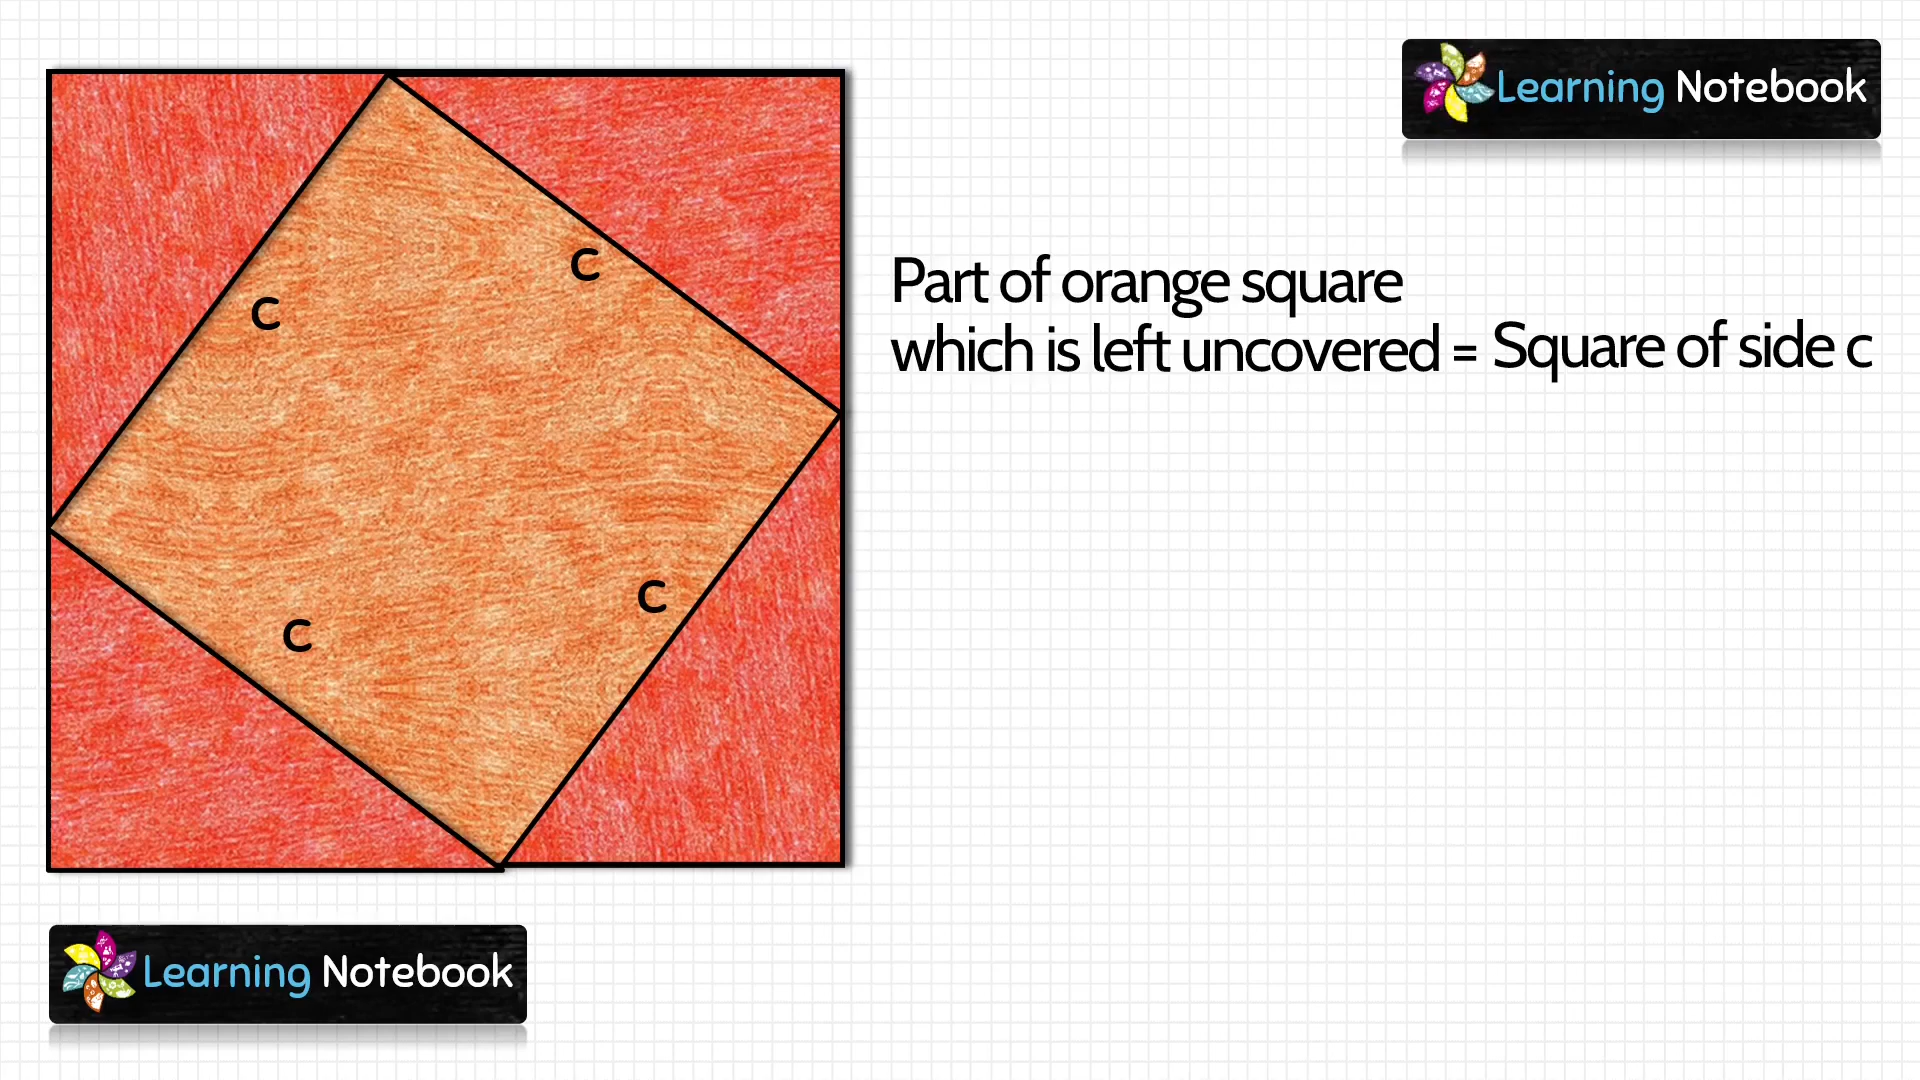 Learning Notebook
c
c
Part of orange square
which is left uncovered = Square of side c
c
c
Learning Notebook